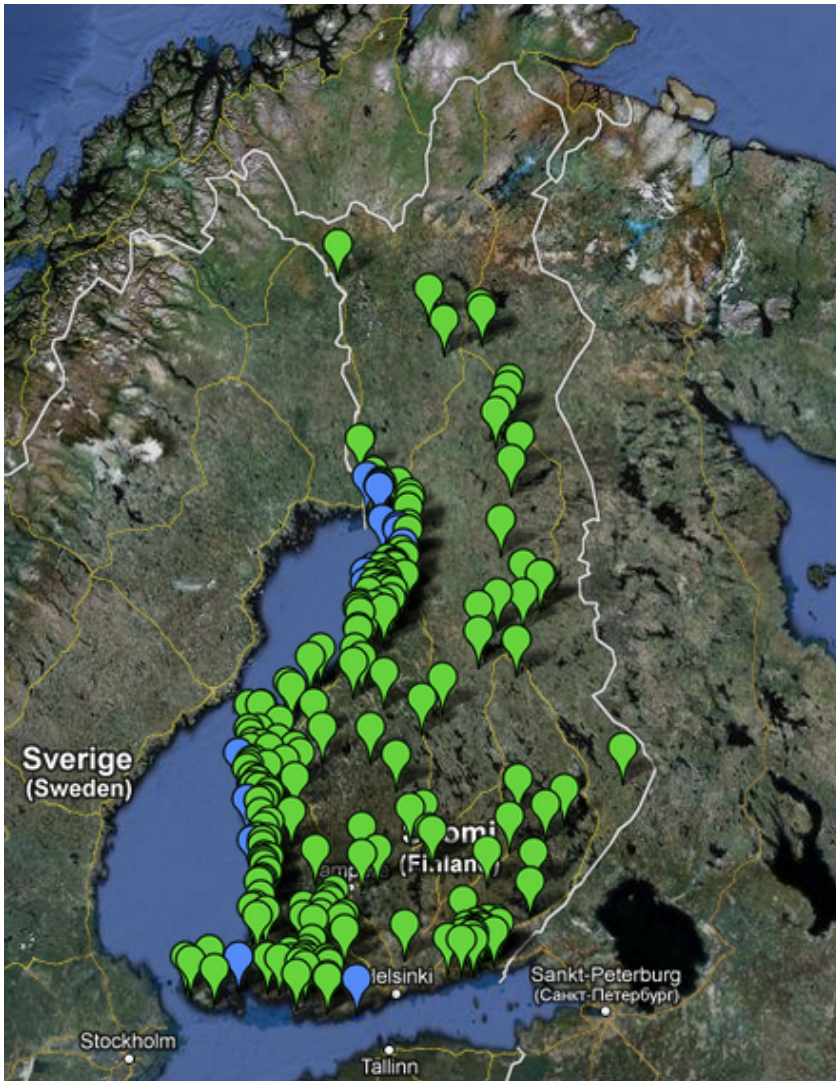 Sverige
(Sweden)
(Finland)
Helsinki
Sankt-Peterburg
(Санкт-Петербург)
Stockholm
Tallinn